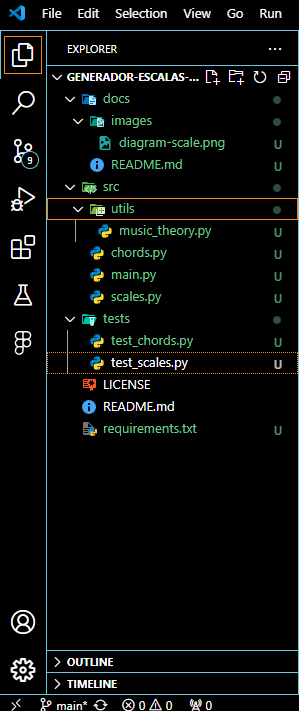 File Edit Selection View Go Run
EXPLORER ...
GENERADOR-ESCALAS-...
docs
images
diagram-scale.png U
README.md U
src
utils
music_theory.py U
chords.py U
main.py U
scales.py U
tests
test_chords.py U
test_scales.py U
LICENSE
README.md
requirements.txt U
9
OUTLINE
TIMELINE
main* 0 0 0